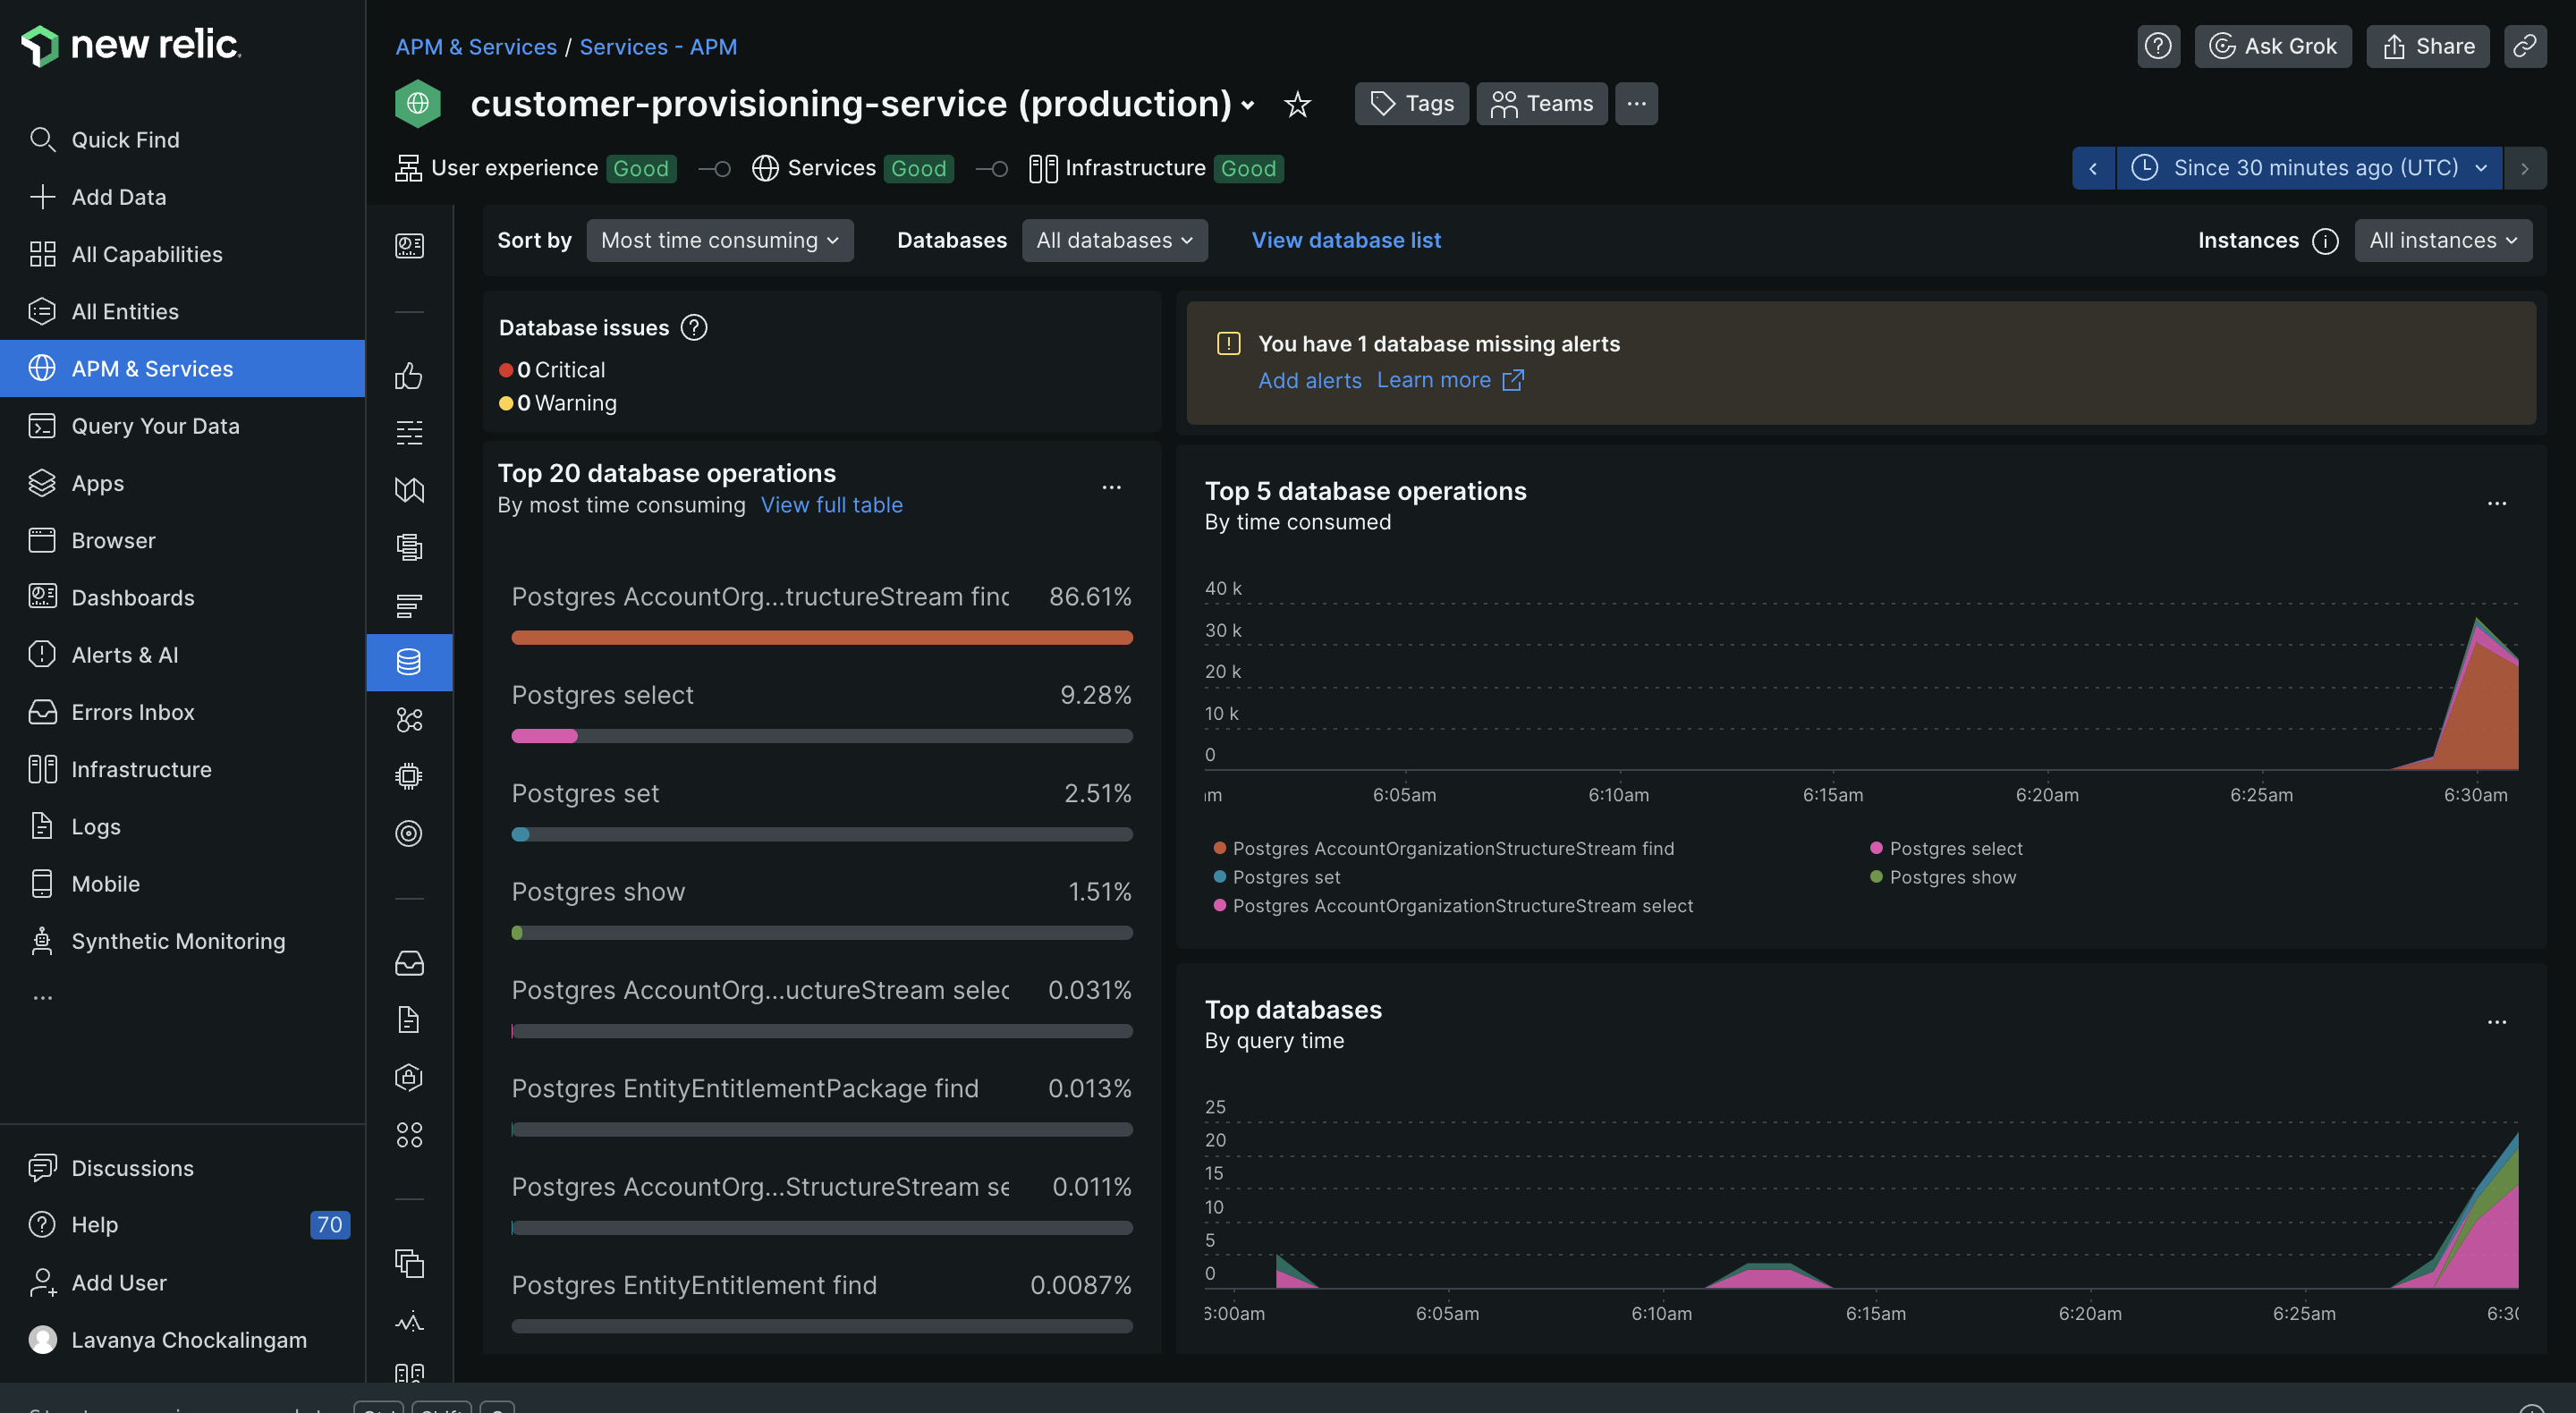 new relic
Quick Find
Add Data
All Capabilities
All Entities
APM & Services
Query Your Data
Apps
Browser
Dashboards
Alerts & AI
Errors Inbox
Infrastructure
Logs
Mobile
Synthetic Monitoring
...
Discussions
Help 70
Add User
Lavanya Chockalingam
APM & Services / Services - APM
Ask Grok Share
customer-provisioning-service (production) Tags Teams ...
User experience Good Services Good Infrastructure Good
Since 30 minutes ago (UTC)
Sort by Most time consuming Databases All databases View database list
Instances All instances
Database issues
0 Critical
0 Warning
You have 1 database missing alerts
Add alerts Learn more
Top 20 database operations
By most time consuming View full table
Postgres AccountOrg...tructureStream find 86.61%
Postgres select 9.28%
Postgres set 2.51%
Postgres show 1.51%
Postgres AccountOrg...uctureStream selec 0.031%
Postgres EntityEntitlementPackage find 0.013%
Postgres AccountOrg...StructureStream se 0.011%
Postgres EntityEntitlement find 0.0087%
Top 5 database operations
By time consumed
40 k
30 k
20 k
10 k
0
6:05am 6:10am 6:15am 6:20am 6:25am 6:30am
Postgres AccountOrganizationStructureStream find
Postgres select
Postgres set
Postgres show
Postgres AccountOrganizationStructureStream select
Top databases
By query time
25
20
15
10
5
0
6:00am 6:05am 6:10am 6:15am 6:20am 6:25am 6:30